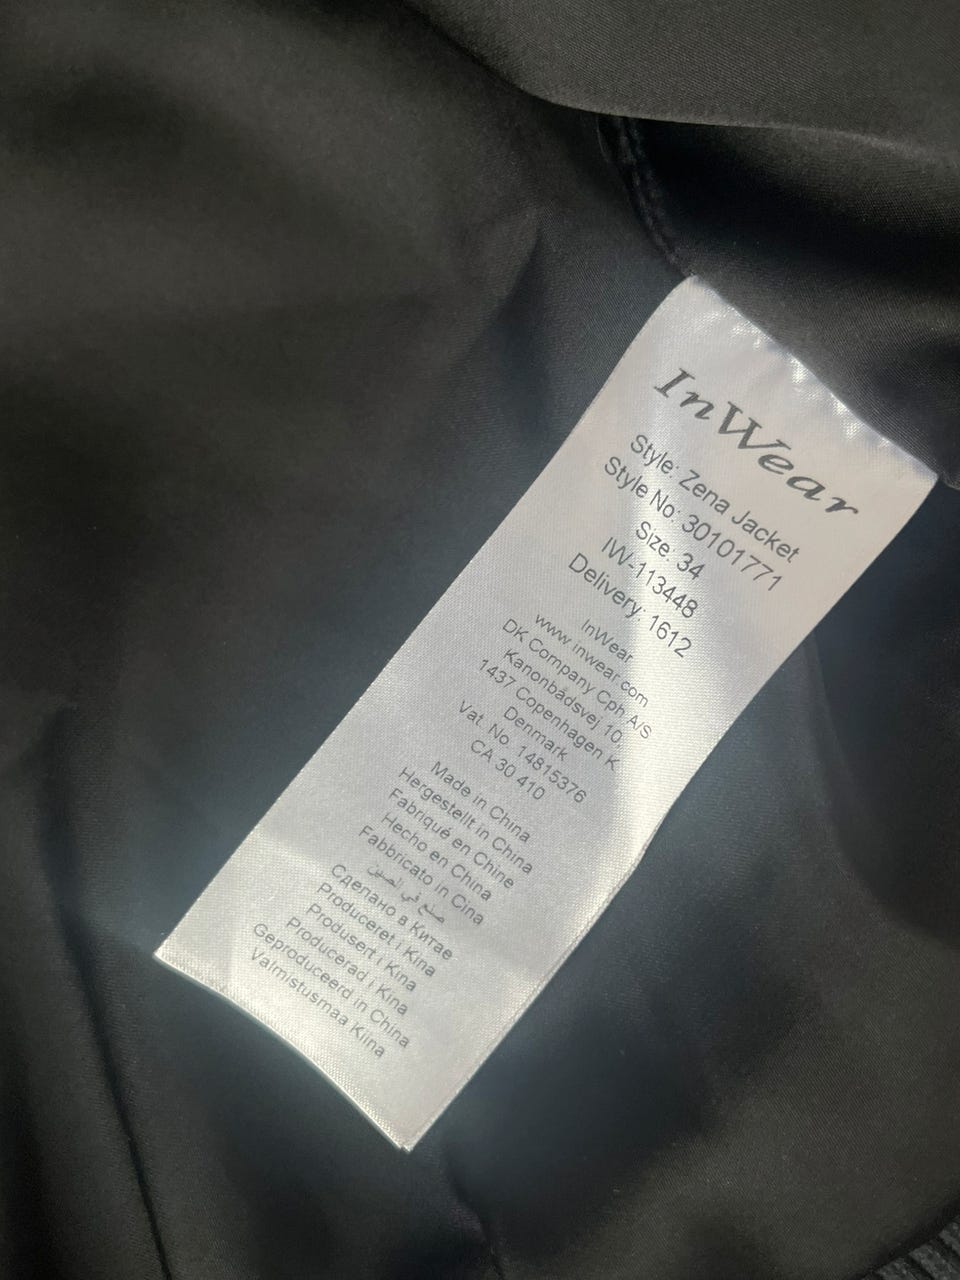 InWear
Style: Zena Jacket
Style No: 30101771
Size: 34
IW-113448
Delivery: 1612
InWear
www.inwear.com
DK Company Cph A/S
Kanonbådsvej 10,
1437 Copenhagen K
Denmark
Vat. No. 14815376
CA 30 410
Made in China
Hergestellt in China
Fabriqué en Chine
Hecho en China
Fabbricato in Cina
صنع في الصين
Сделано в Китае
Produceret i Kina
Produsert i Kina
Producerad i Kina
Geproduceerd in China
Valmistusmaa Kiina